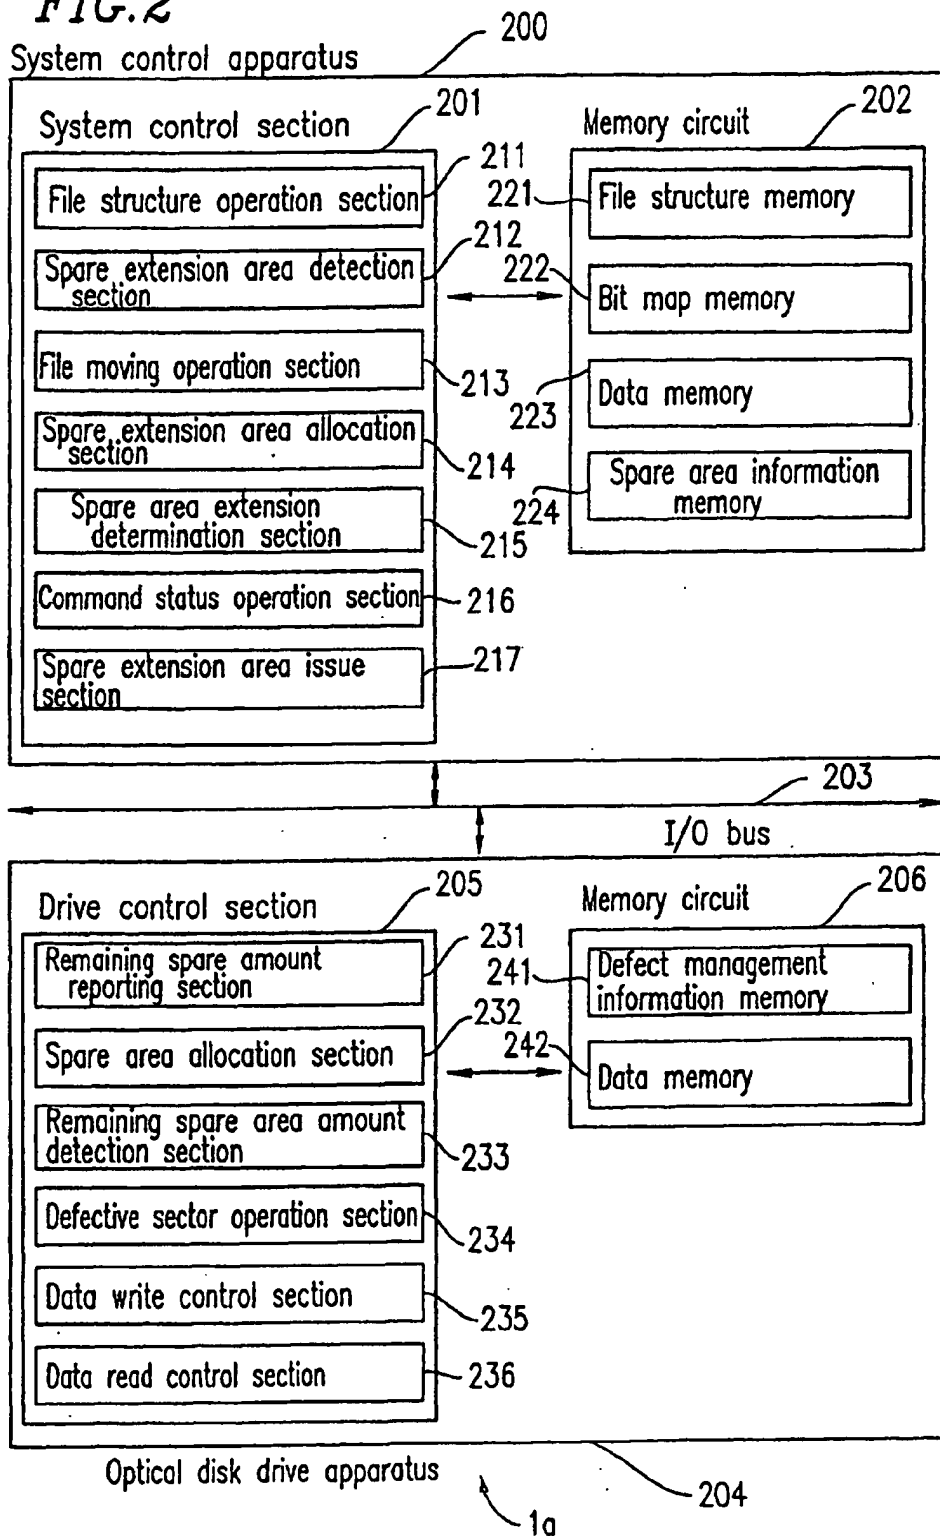 FIG.2
200
System control apparatus
201
System control section
211
File structure operation section
212
Spare extension area detection
section
File moving operation section
213
Spare extension area allocation
section
214
Spare area extension
determination section
215
Command status operation section
216
Spare extension area issue
section
217
Memory circuit
202
221
File structure memory
222
Bit map memory
223
Data memory
224
Spare area information
memory
203
I/O bus
205
Drive control section
231
Remaining spare amount
reporting section
232
Spare area allocation section
Remaining spare area amount
detection section
233
Defective sector operation section
234
Data write control section
235
Data read control section
236
Memory circuit
206
241
Defect management
information memory
242
Data memory
Optical disk drive apparatus
204
1a